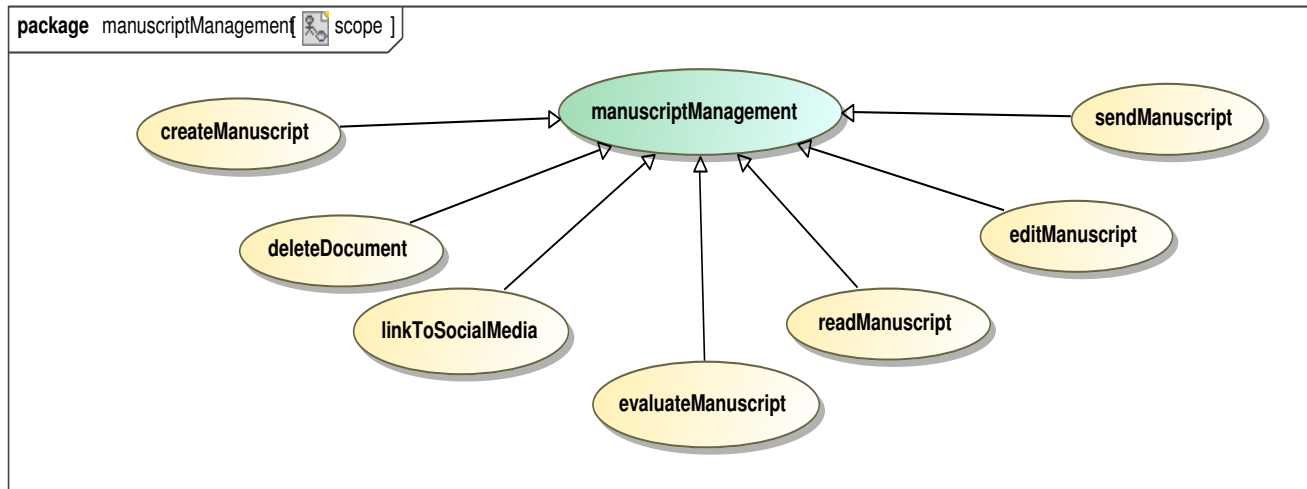 package manuscriptManagement[ scope ]
manuscriptManagement
createManuscript
sendManuscript
deleteDocument
editManuscript
linkToSocialMedia
readManuscript
evaluateManuscript